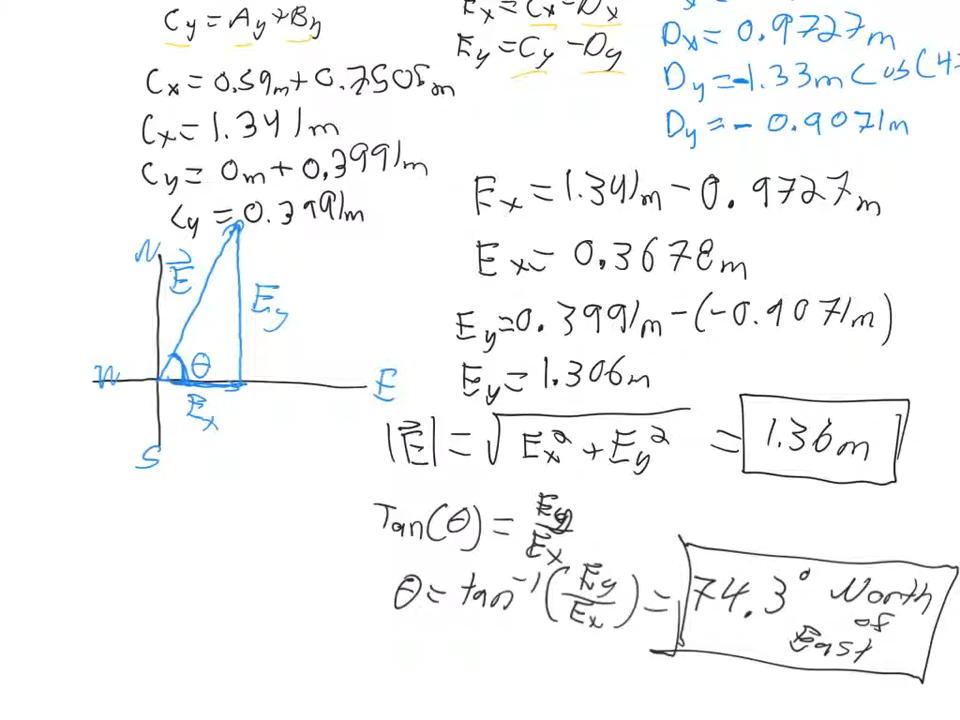 Ex = Cx - Dx
Cy = Ay + By
Ey = Cy - Dy
Dx = 0.9727m
Dy = -1.33m Cos(4
Dy = - 0.9071m
Cx = 0.59m + 0.7505m
Cx = 1.341m
Cy = 0m + 0.3991m
Cy = 0.3991m
Ex = 1.341m - 0.9727m
Ex = 0.3678m
Ey = 0.3991m - (-0.9071m)
Ey = 1.306m
N
E
Ey
θ
W
E
Ex
S
|E| = √Ex² + Ey² = 1.36m
Tan(θ) = Ey/Ex
θ = tan⁻¹(Ey/Ex) = 74.3° North
of
East